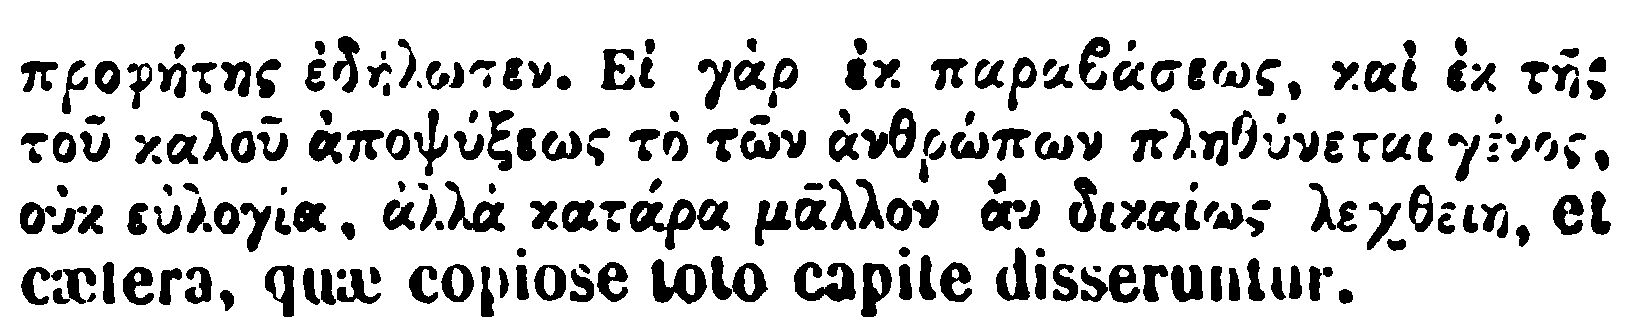 προφήτης ἐδήλωσεν. Εἰ γὰρ ἐκ παραβάσεως, καὶ ἐκ τῆς
τοῦ καλοῦ ἀποψύξεως τὸ τῶν ἀνθρώπων πληθύνεται γένος,
οὐκ εὐλογία, ἀλλὰ κατάρα μᾶλλον ἂν δικαίως λεχθείη, et
cætera, quæ copiose toto capite disseruntur.